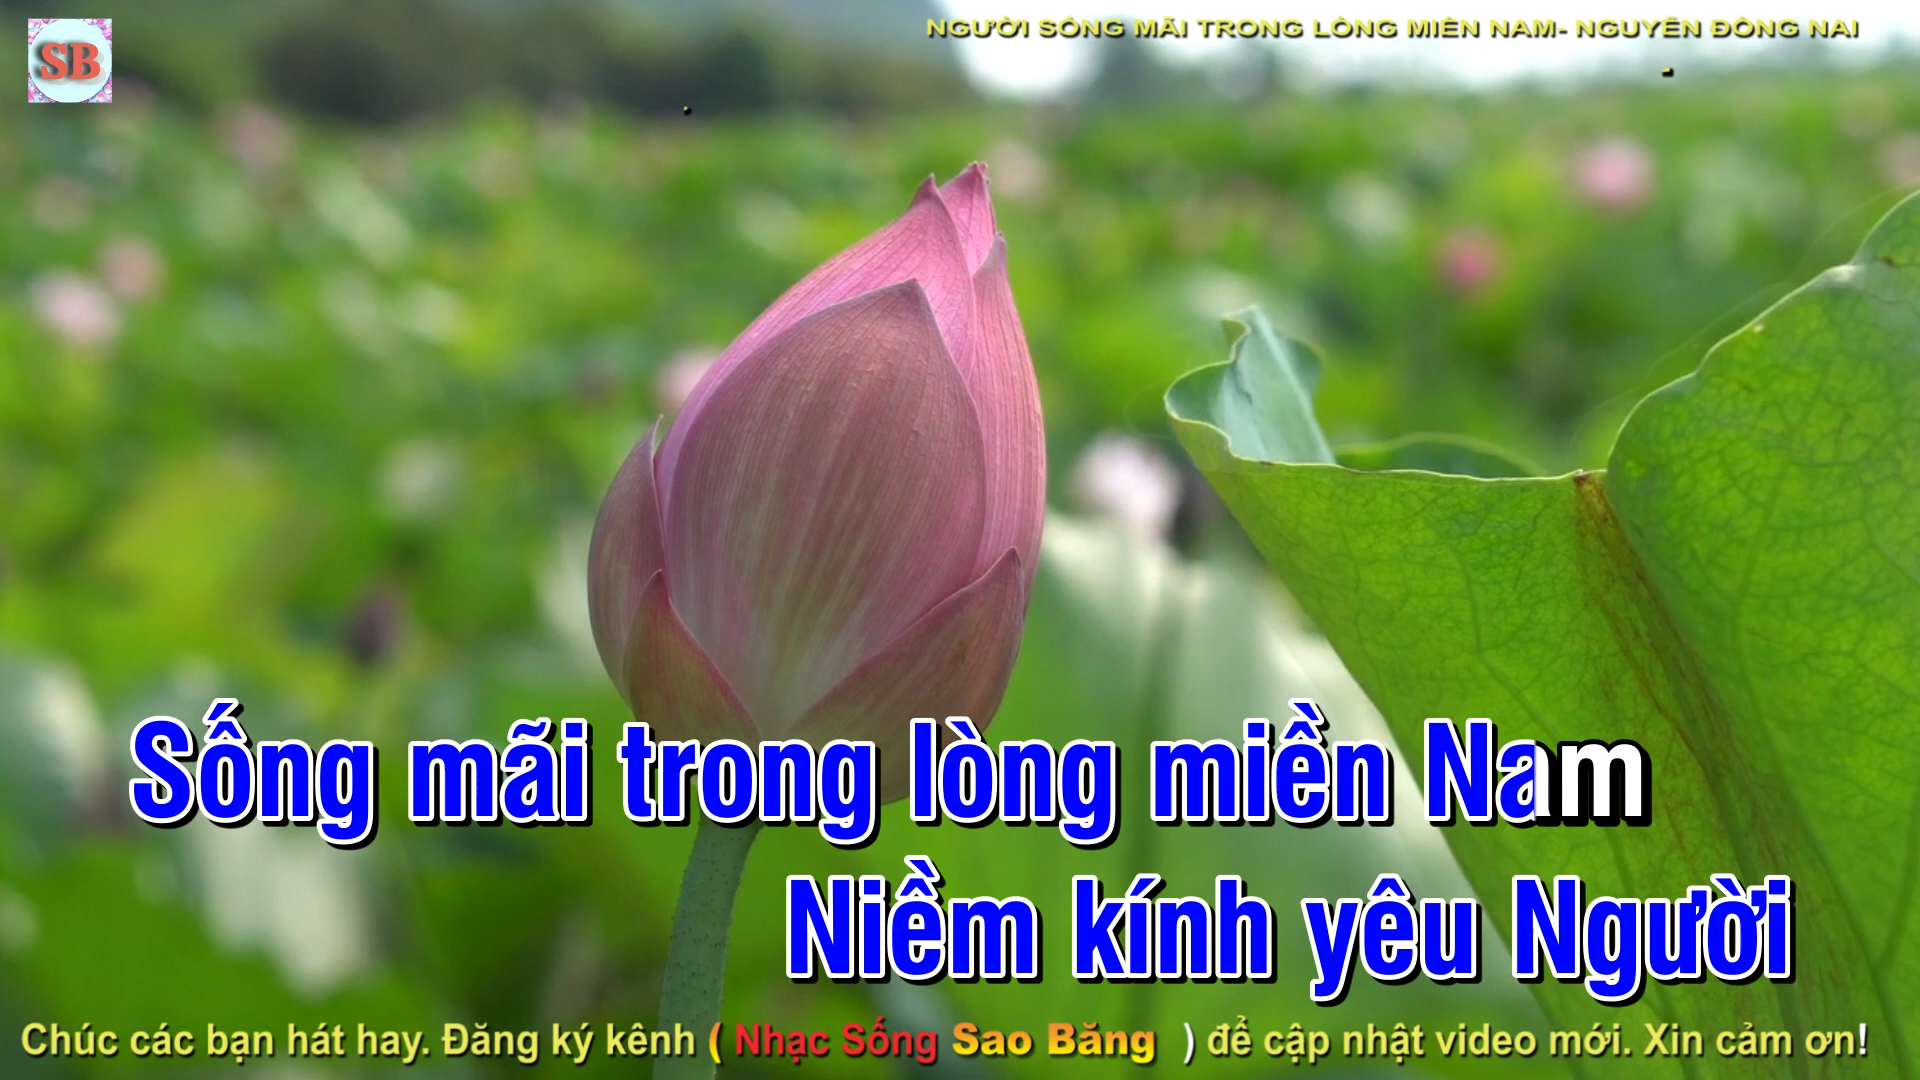 SB
NGƯỜI SỐNG MÃI TRONG LÒNG MIỀN NAM- NGUYỄN ĐỒNG NAI
Sống mãi trong lòng miền Nam
Niềm kính yêu Người
Chúc các bạn hát hay. Đăng ký kênh ( Nhạc Sống Sao Băng ) để cập nhật video mới. Xin cảm ơn!